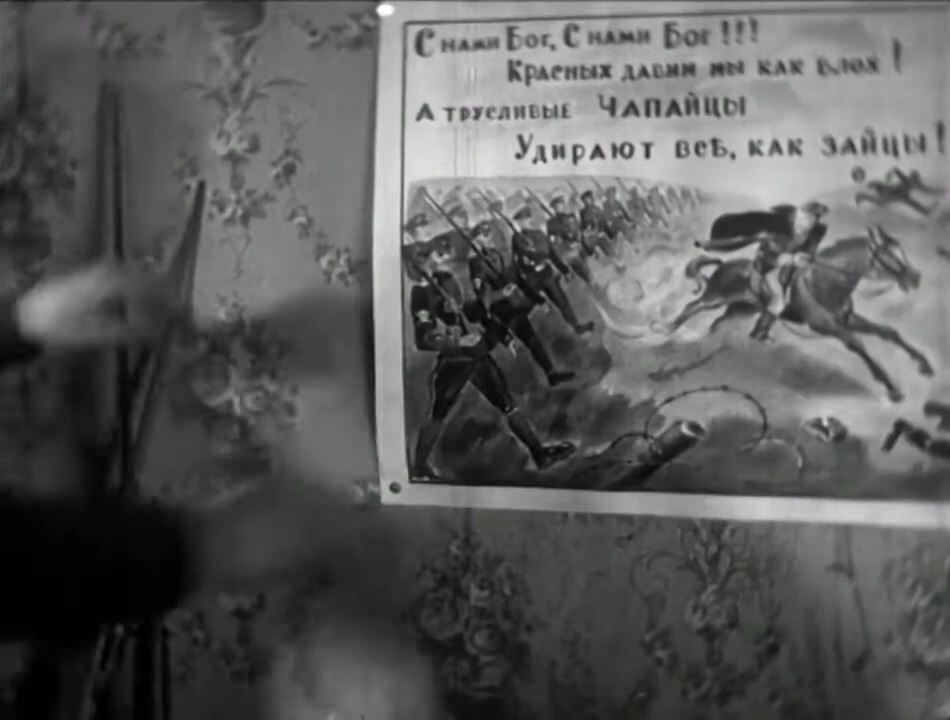 С нами Бог, С нами Бог!!!
Красных давим мы как блох!
А трусливые ЧАПАЙЦЫ
Удирают всѣ, как зайцы!